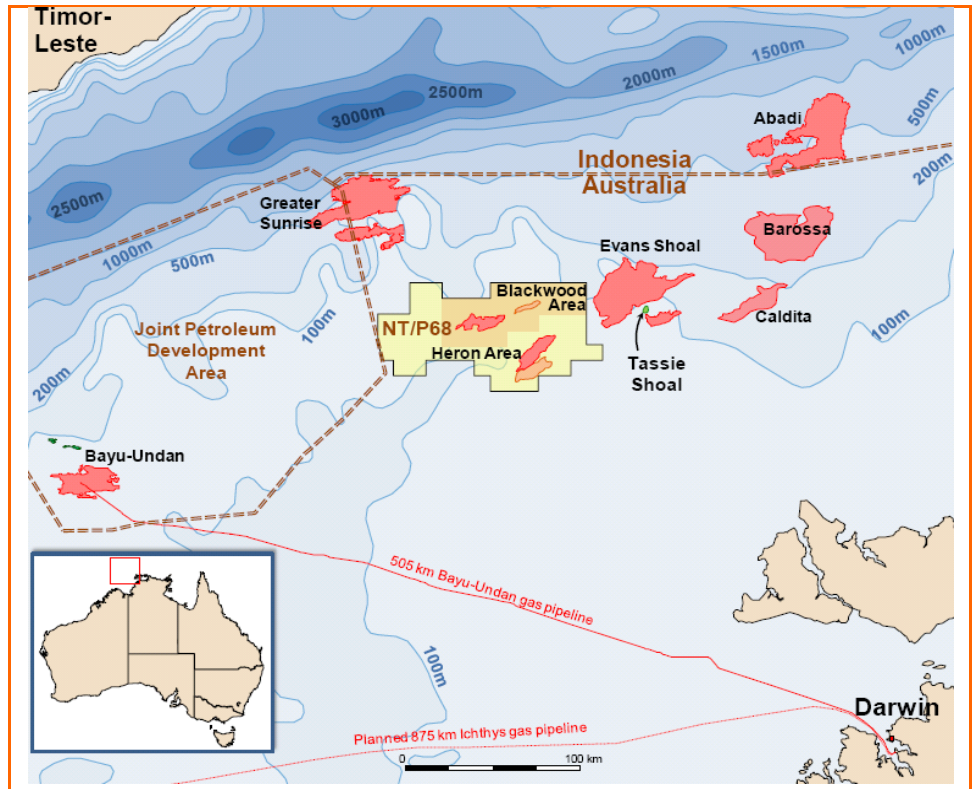 Timor-
Leste
1000m
1500m
2000m
2500m
3000m
2500m
500m
200m
Abadi
Indonesia
Australia
Greater
Sunrise
Barossa
Evans Shoal
1000m
500m
Blackwood
Area
Caldita
100m
NT/P68
Heron Area
100m
Joint Petroleum
Development
Area
Tassie
Shoal
200m
Bayu-Undan
505 km Bayu-Undan gas pipeline
100m
Darwin
Planned 875 km Ichthys gas pipeline
0
100 km